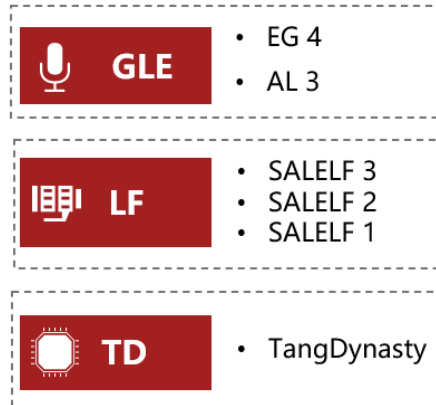 GLE
• EG 4
• AL 3
LF
• SALELF 3
• SALELF 2
• SALELF 1
TD
• TangDynasty